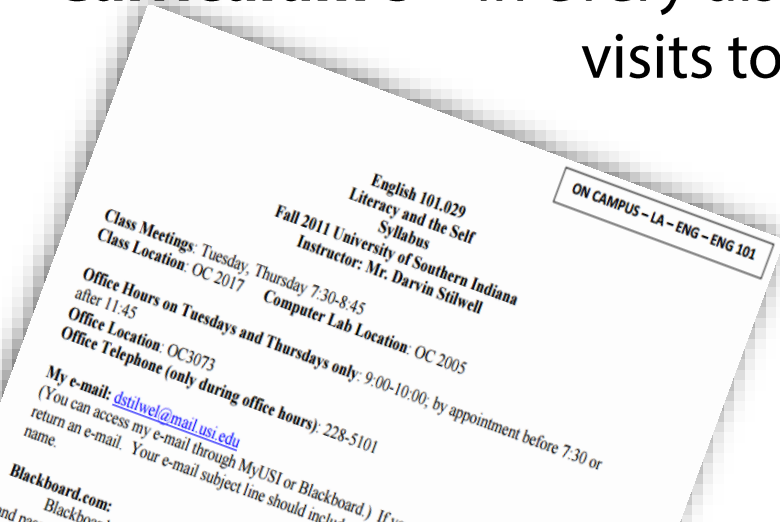 in every
visits to
ON CAMPUS – LA – ENG – ENG 101
English 101.029
Literacy and the Self
Syllabus
Fall 2011 University of Southern Indiana
Instructor: Mr. Darvin Stilwell
Class Meetings: Tuesday, Thursday 7:30-8:45
Class Location: OC 2017 Computer Lab Location: OC 2005
Office Hours on Tuesdays and Thursdays only: 9:00-10:00; by appointment before 7:30 or
after 11:45
Office Location: OC3073
Office Telephone (only during office hours): 228-5101
My e-mail: dstilwel@mail.usi.edu
(You can access my e-mail through MyUSI or Blackboard.) If
return an e-mail. Your e-mail subject line should
name.
Blackboard.com: